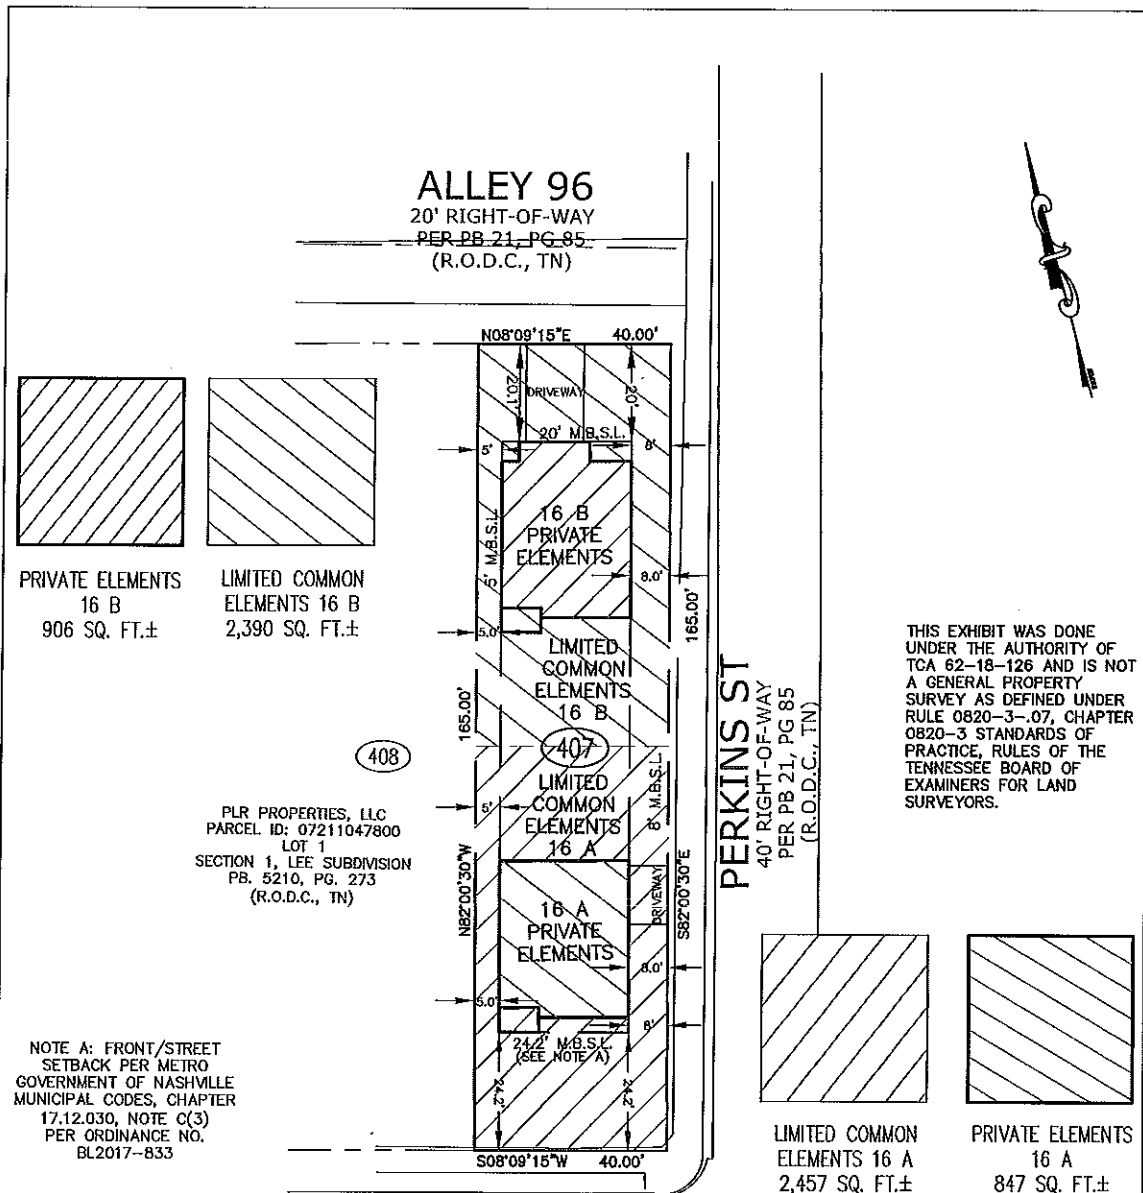 ALLEY 96
20' RIGHT-OF-WAY
PER PB 21, PG 85
(R.O.D.C., TN)
N08°09'15"E 40.00'
20.1'
DRIVEWAY
20'
20' M.B.S.L.
5'
8'
16 B
PRIVATE
ELEMENTS
5' M.B.S.L.
8.0'
5.0'
165.00'
LIMITED
COMMON
ELEMENTS
16 B
165.00'
407
408
LIMITED
COMMON
ELEMENTS
16 A
5'
8' M.B.S.L.
N82°00'30"W
S82°00'30"E
DRIVEWAY
16 A
PRIVATE
ELEMENTS
8.0'
5.0'
8'
24.2' M.B.S.L.
(SEE NOTE A)
24.2'
24.2'
S08°09'15"W 40.00'
PERKINS ST
40' RIGHT-OF-WAY
PER PB 21, PG 85
(R.O.D.C., TN)
PRIVATE ELEMENTS
16 B
906 SQ. FT.±
LIMITED COMMON
ELEMENTS 16 B
2,390 SQ. FT.±
PLR PROPERTIES, LLC
PARCEL ID: 07211047800
LOT 1
SECTION 1, LEE SUBDIVISION
PB. 5210, PG. 273
(R.O.D.C., TN)
THIS EXHIBIT WAS DONE
UNDER THE AUTHORITY OF
TCA 62-18-126 AND IS NOT
A GENERAL PROPERTY
SURVEY AS DEFINED UNDER
RULE 0820-3-.07, CHAPTER
0820-3 STANDARDS OF
PRACTICE, RULES OF THE
TENNESSEE BOARD OF
EXAMINERS FOR LAND
SURVEYORS.
NOTE A: FRONT/STREET
SETBACK PER METRO
GOVERNMENT OF NASHVILLE
MUNICIPAL CODES, CHAPTER
17.12.030, NOTE C(3)
PER ORDINANCE NO.
BL2017-833
LIMITED COMMON
ELEMENTS 16 A
2,457 SQ. FT.±
PRIVATE ELEMENTS
16 A
847 SQ. FT.±